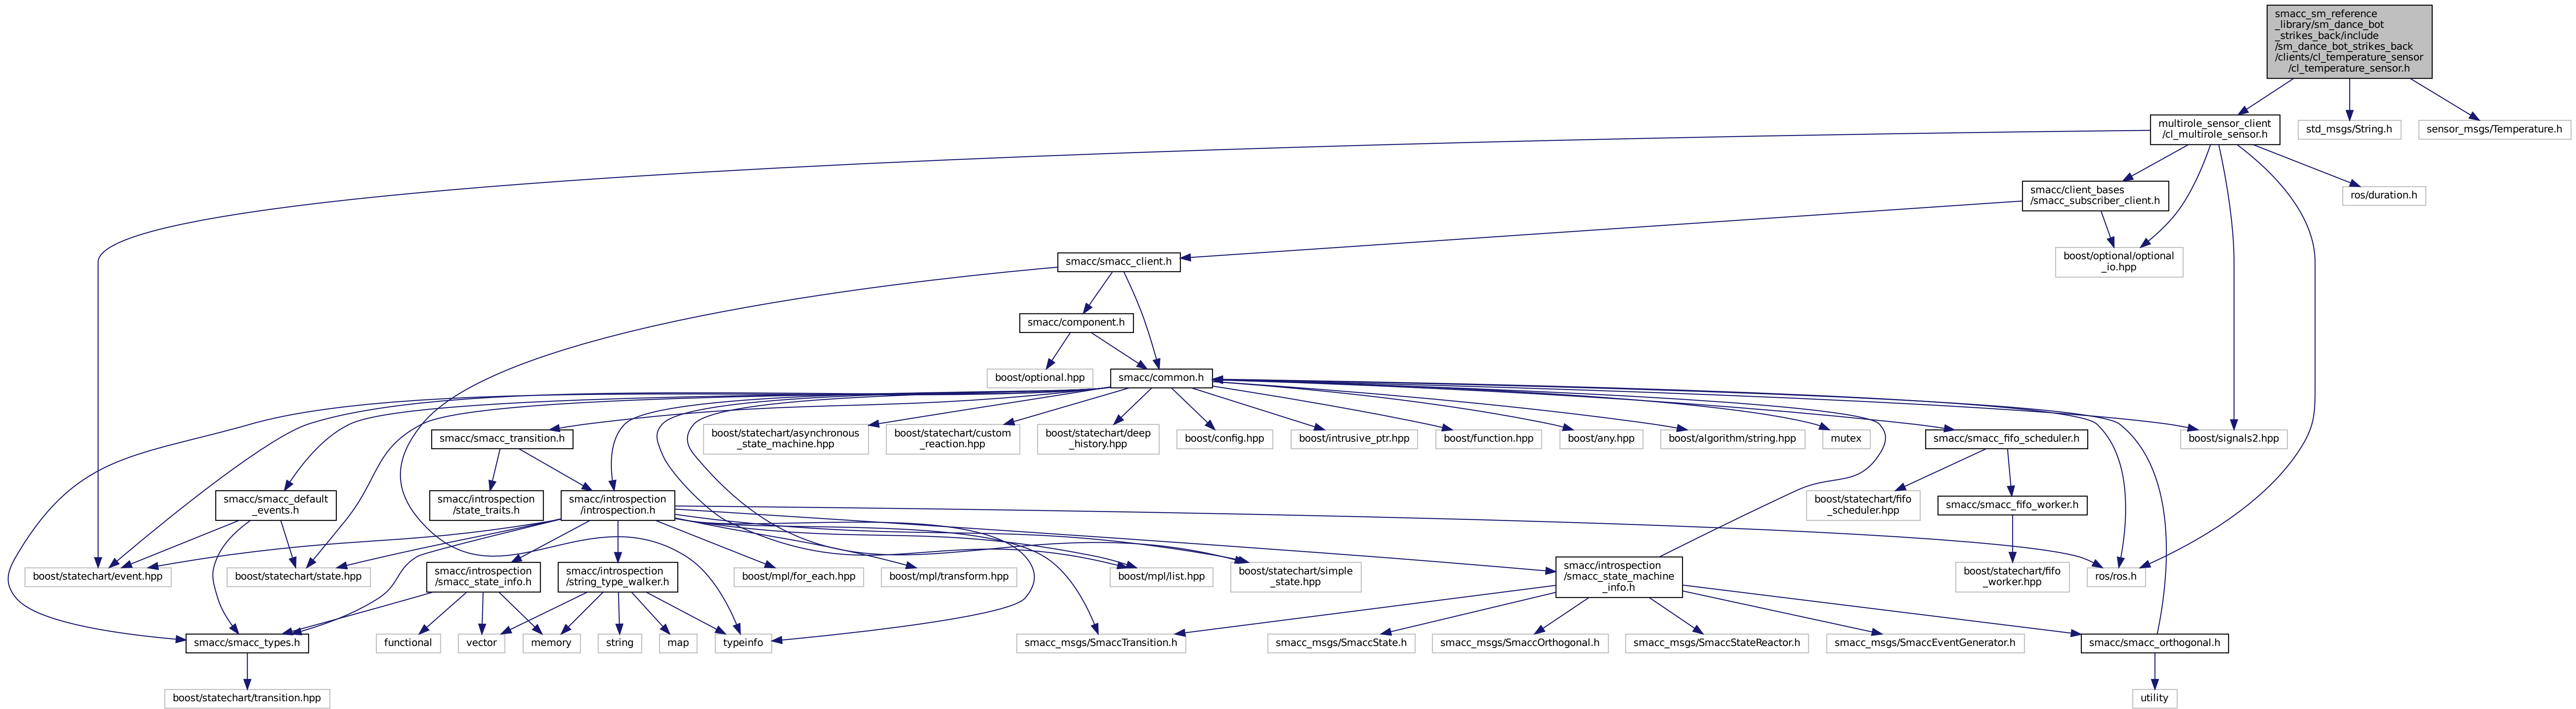 smacc_sm_reference
_library/sm_dance_bot
_strikes_back/include
/sm_dance_bot_strikes_back
/clients/cl_temperature_sensor
/cl_temperature_sensor.h
multirole_sensor_client
/cl_multirole_sensor.h
std_msgs/String.h
sensor_msgs/Temperature.h
smacc/client_bases
/smacc_subscriber_client.h
ros/duration.h
smacc/smacc_client.h
boost/optional/optional
_io.hpp
smacc/component.h
boost/optional.hpp
smacc/common.h
smacc/smacc_transition.h
boost/statechart/asynchronous
_state_machine.hpp
boost/statechart/custom
_reaction.hpp
boost/statechart/deep
_history.hpp
boost/config.hpp
boost/intrusive_ptr.hpp
boost/function.hpp
boost/any.hpp
boost/algorithm/string.hpp
mutex
smacc/smacc_fifo_scheduler.h
boost/signals2.hpp
smacc/smacc_default
_events.h
smacc/introspection
/state_traits.h
smacc/introspection
/introspection.h
boost/statechart/fifo
_scheduler.hpp
smacc/smacc_fifo_worker.h
boost/statechart/event.hpp
boost/statechart/state.hpp
smacc/introspection
/smacc_state_info.h
smacc/introspection
/string_type_walker.h
boost/mpl/for_each.hpp
boost/mpl/transform.hpp
boost/mpl/list.hpp
boost/statechart/simple
_state.hpp
smacc/introspection
/smacc_state_machine
_info.h
boost/statechart/fifo
_worker.hpp
ros/ros.h
smacc/smacc_types.h
functional
vector
memory
string
map
typeinfo
smacc_msgs/SmaccTransition.h
smacc_msgs/SmaccState.h
smacc_msgs/SmaccOrthogonal.h
smacc_msgs/SmaccStateReactor.h
smacc_msgs/SmaccEventGenerator.h
smacc/smacc_orthogonal.h
boost/statechart/transition.hpp
utility